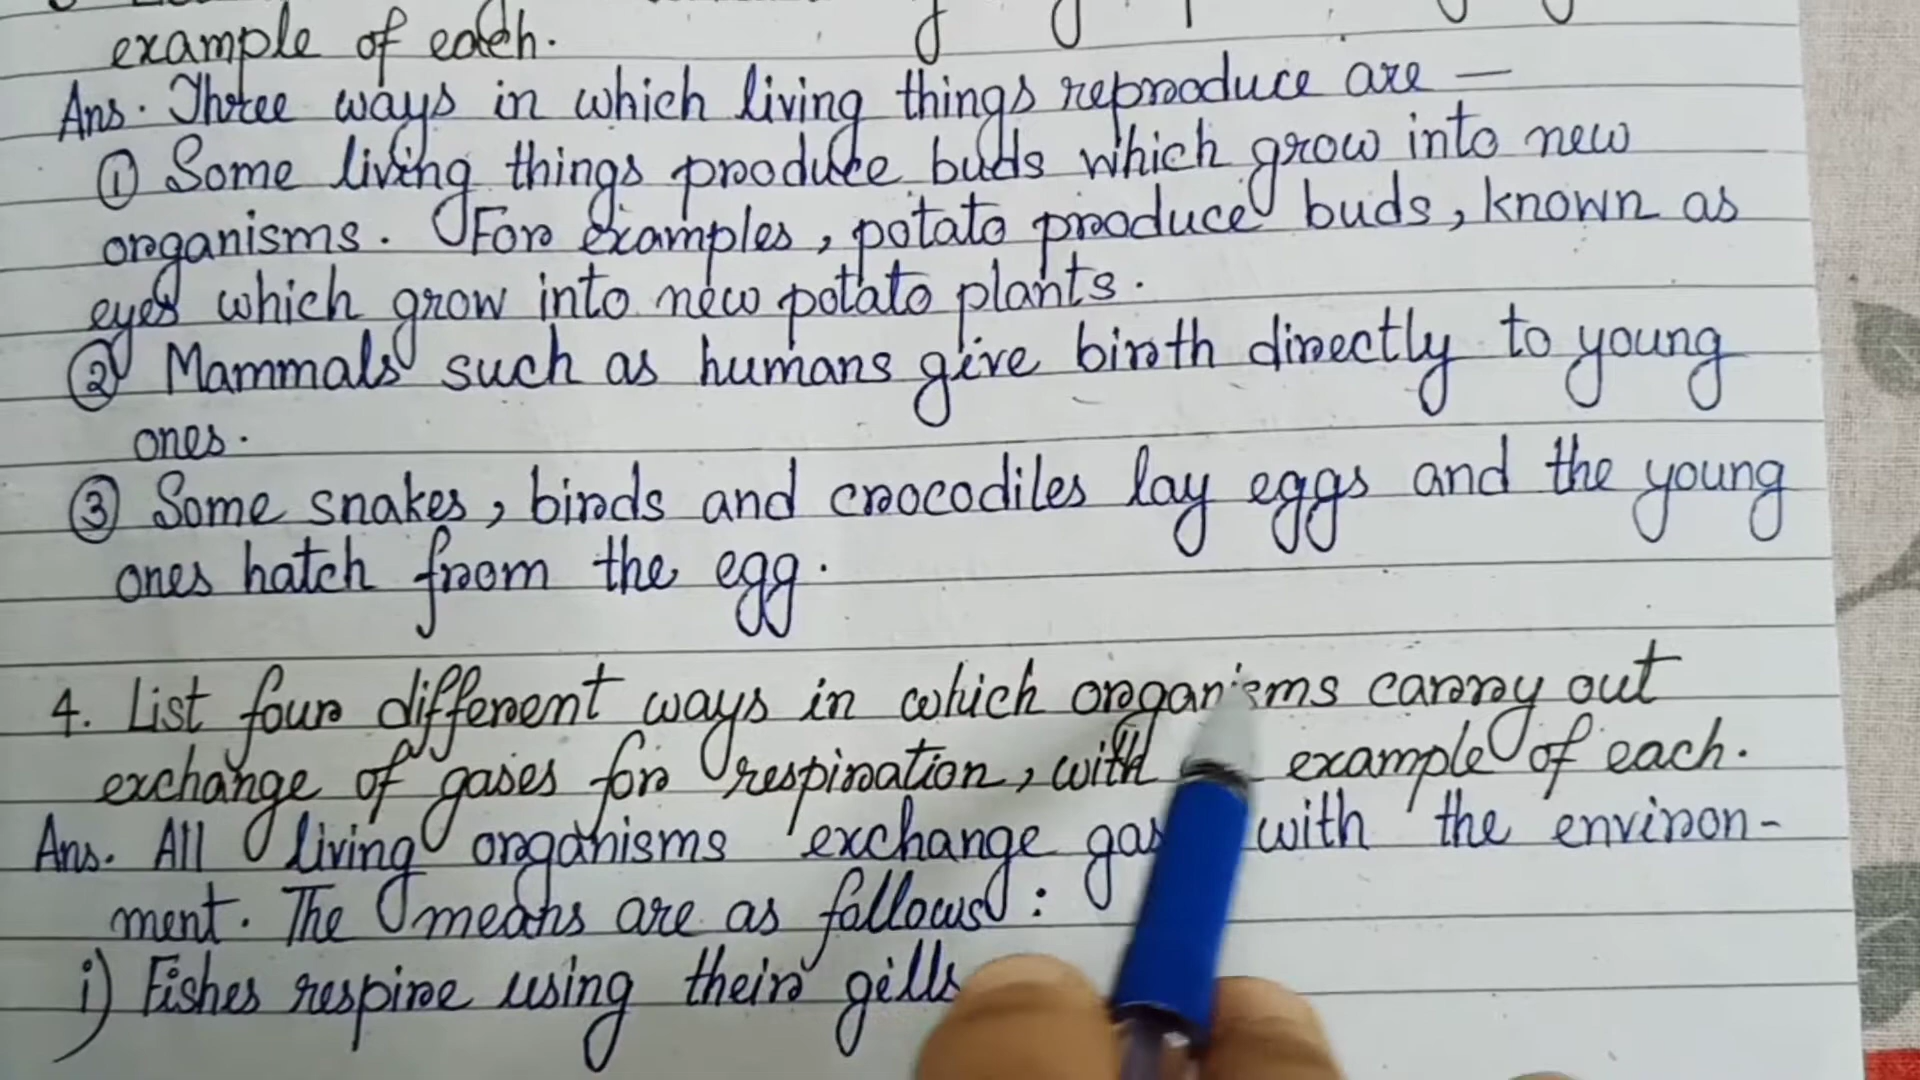 example of each.
Ans. Three ways in which living things reproduce are —
① Some living things produce buds which grow into new
organisms. For examples, potato produce buds, known as
eyes which grow into new potato plants.
② Mammals such as humans give birth directly to young
ones.
③ Some snakes, birds and crocodiles lay eggs and the young
ones hatch from the egg.
4. List four different ways in which organisms carry out
exchange of gases for respiration, with example of each.
Ans. All living organisms exchange gas with the environ-
ment. The means are as follows:
i) Fishes respire using their gills